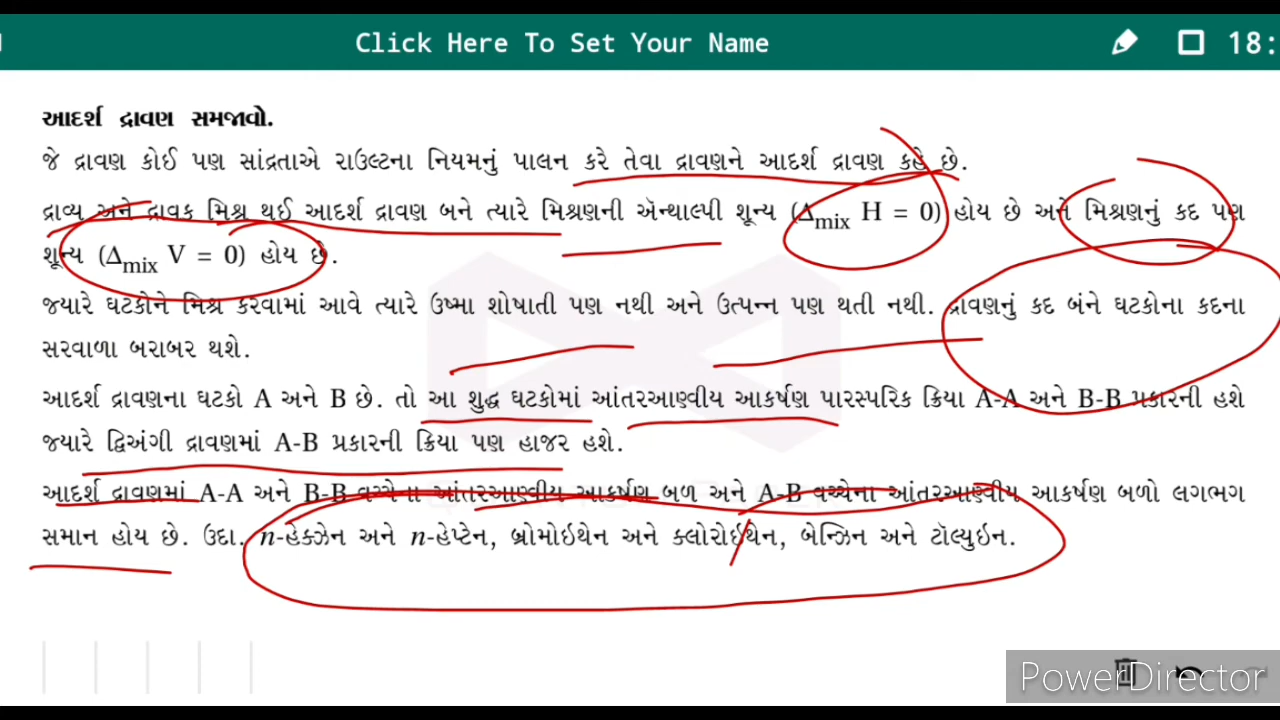 Click Here To Set Your Name
18:
આદર્શ દ્રાવણ સમજાવો.
જે દ્રાવણ કોઈ પણ સાંદ્રતાએ રાઉલ્ટના નિયમનું પાલન કરે તેવા દ્રાવણને આદર્શ દ્રાવણ કહે છે.
દ્રાવ્ય અને દ્રાવક મિશ્ર થઈ આદર્શ દ્રાવણ બને ત્યારે મિશ્રણની ઍન્થાલ્પી શૂન્ય (Δmix H = 0) હોય છે અને મિશ્રણનું કદ પણ
શૂન્ય (Δmix V = 0) હોય છે.
જ્યારે ઘટકોને મિશ્ર કરવામાં આવે ત્યારે ઉષ્મા શોષાતી પણ નથી અને ઉત્પન્ન પણ થતી નથી. દ્રાવણનું કદ બંને ઘટકોના કદના
સરવાળા બરાબર થશે.
આદર્શ દ્રાવણના ઘટકો A અને B છે. તો આ શુદ્ધ ઘટકોમાં આંતરઆણ્વીય આકર્ષણ પારસ્પરિક ક્રિયા A-A અને B-B પ્રકારની હશે
જ્યારે દ્વિઅંગી દ્રાવણમાં A-B પ્રકારની ક્રિયા પણ હાજર હશે.
આદર્શ દ્રાવણમાં A-A અને B-B વચ્ચેના આંતરઆણ્વીય આકર્ષણ બળ અને A-B વચ્ચેના આંતરઆણ્વીય આકર્ષણ બળો લગભગ
સમાન હોય છે. ઉદા. n-હેક્ઝેન અને n-હેપ્ટેન, બ્રોમોઇથેન અને ક્લોરોઇથેન, બેન્ઝિન અને ટૉલ્યુઇન.
PowerDirector